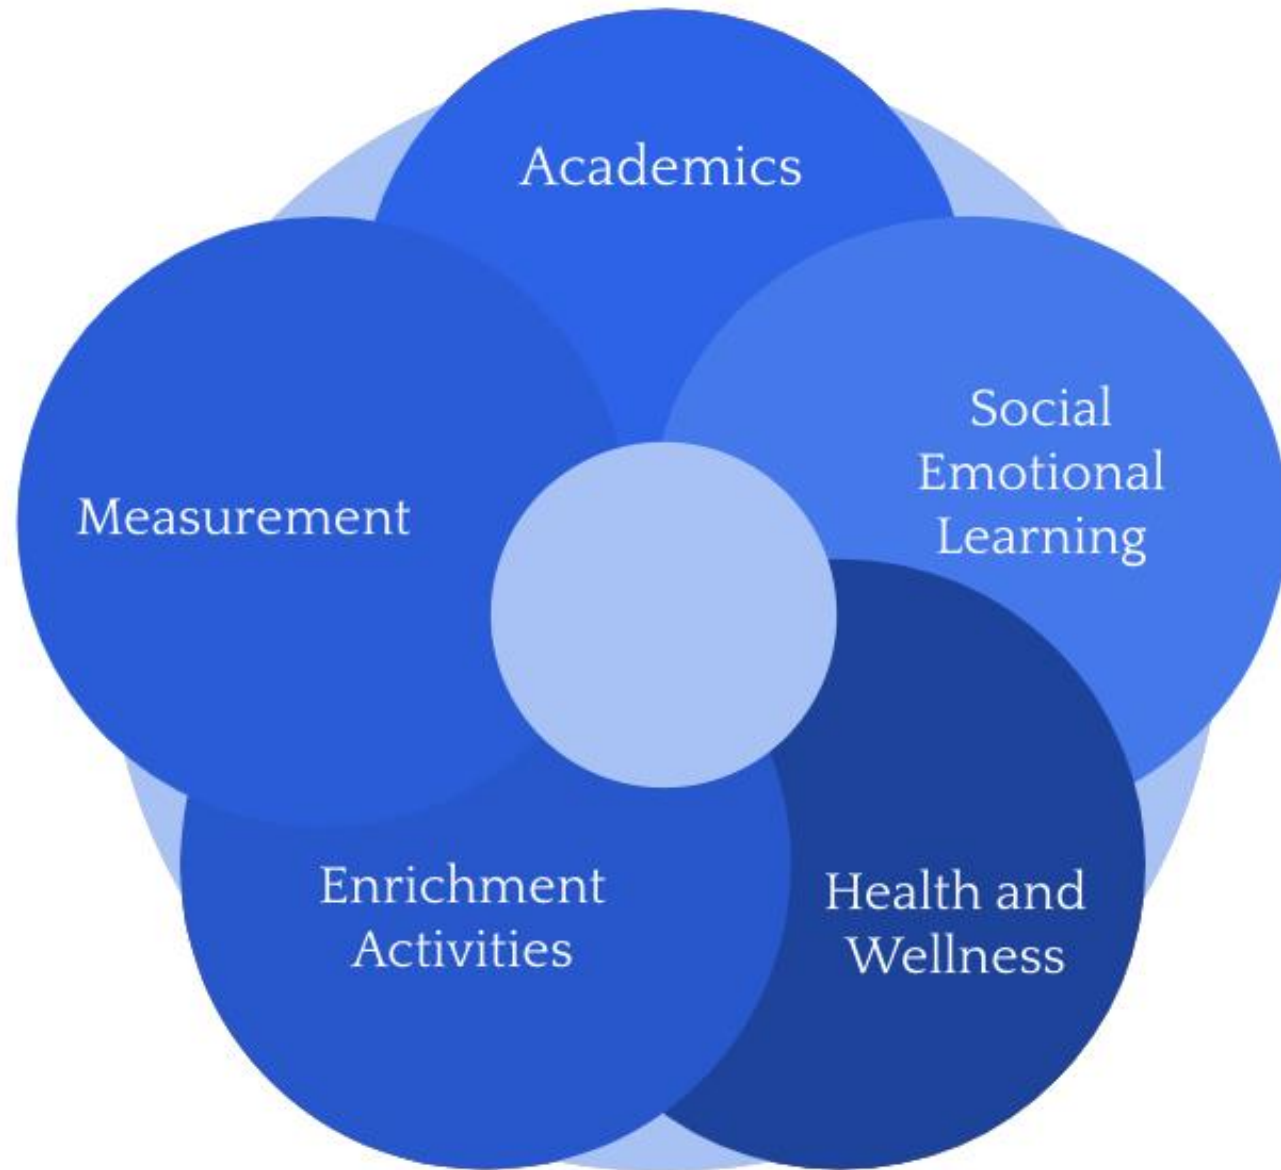 Academics
Social
Emotional
Learning
Measurement
Enrichment
Activities
Health and
Wellness